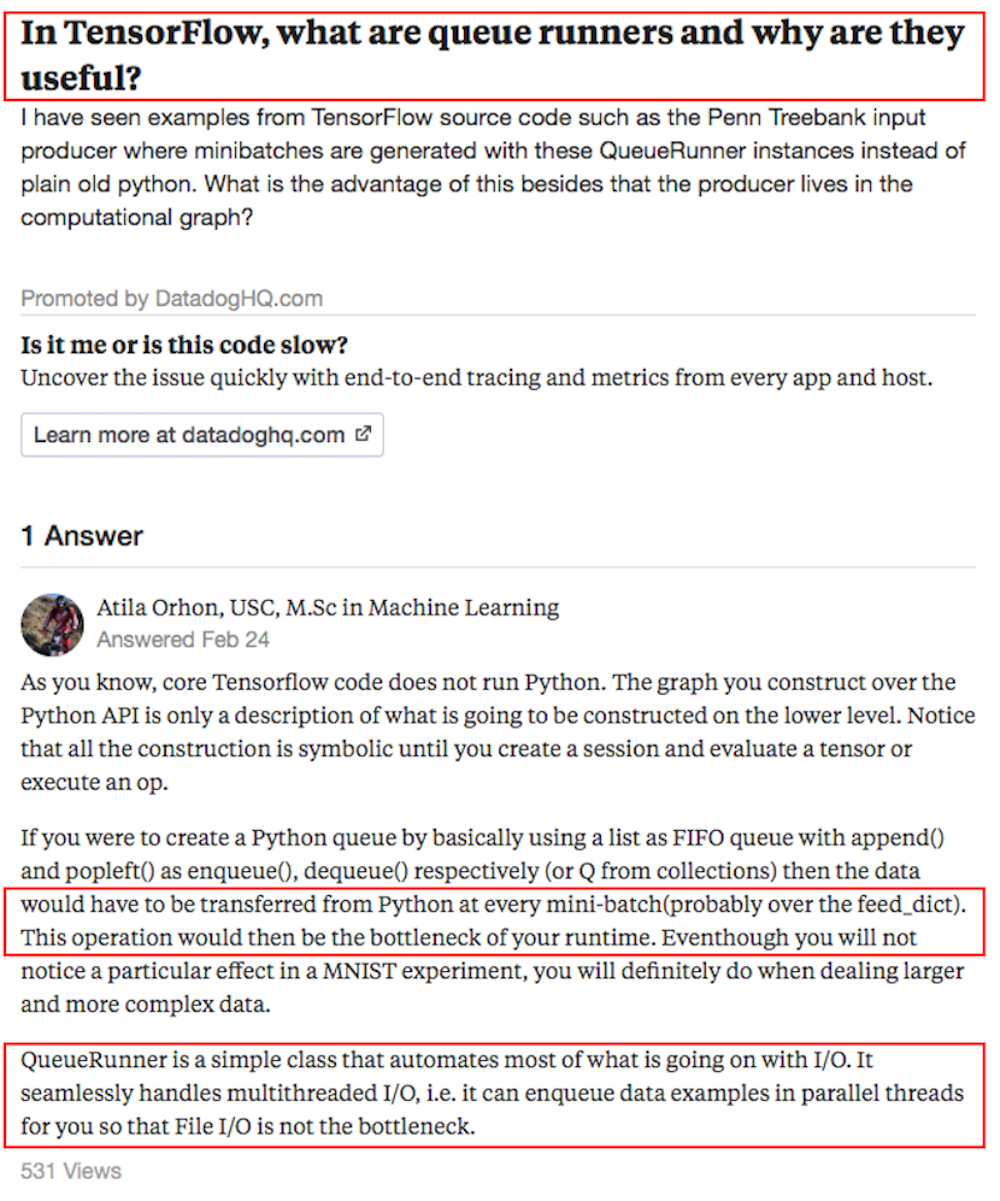 In TensorFlow, what are queue runners and why are they
useful?
I have seen examples from TensorFlow source code such as the Penn Treebank input
producer where minibatches are generated with these QueueRunner instances instead of
plain old python. What is the advantage of this besides that the producer lives in the
computational graph?
Promoted by DatadogHQ.com
Is it me or is this code slow?
Uncover the issue quickly with end-to-end tracing and metrics from every app and host.
Learn more at datadoghq.com
1 Answer
Atila Orhon, USC, M.Sc in Machine Learning
Answered Feb 24
As you know, core Tensorflow code does not run Python. The graph you construct over the
Python API is only a description of what is going to be constructed on the lower level. Notice
that all the construction is symbolic until you create a session and evaluate a tensor or
execute an op.
If you were to create a Python queue by basically using a list as FIFO queue with append()
and popleft() as enqueue(), dequeue() respectively (or Q from collections) then the data
would have to be transferred from Python at every mini-batch(probably over the feed_dict).
This operation would then be the bottleneck of your runtime. Eventhough you will not
notice a particular effect in a MNIST experiment, you will definitely do when dealing larger
and more complex data.
QueueRunner is a simple class that automates most of what is going on with I/O. It
seamlessly handles multithreaded I/O, i.e. it can enqueue data examples in parallel threads
for you so that File I/O is not the bottleneck.
531 Views